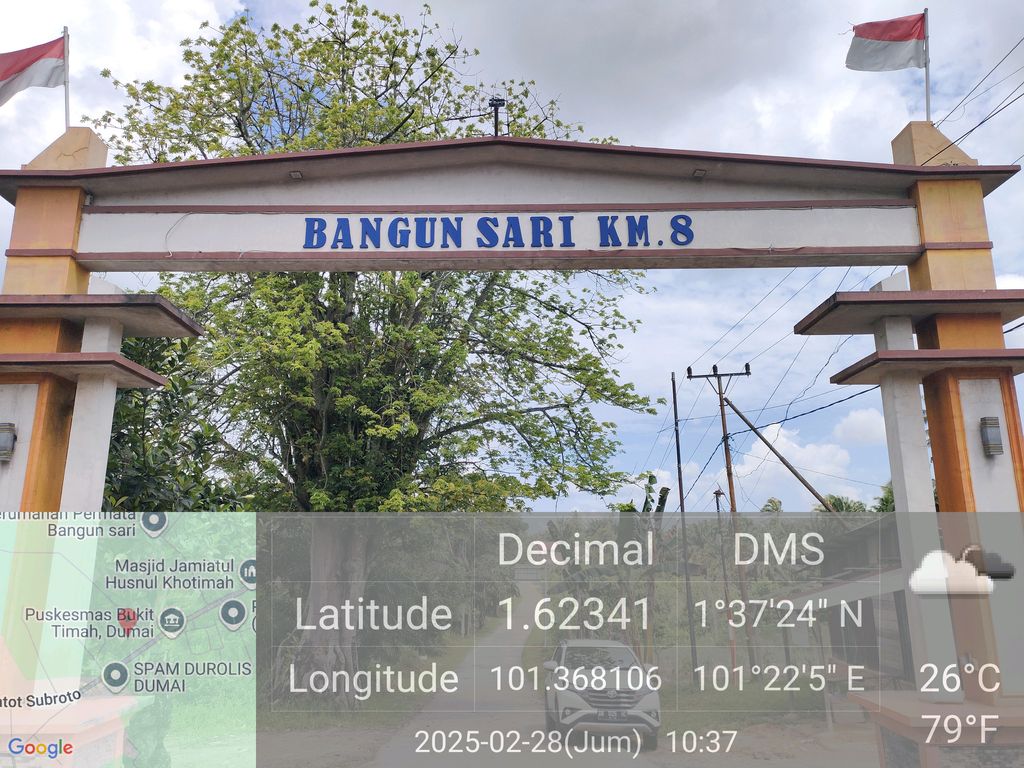 BANGUN SARI KM.8
Permata
Bangun sari
Masjid Jamiatul
Husnul Khotimah
Puskesmas Bukit
Timah, Dumai
SPAM DUROLIS
DUMAI
Subroto
Google
Decimal DMS
Latitude 1.62341 1°37'24" N
Longitude 101.368106 101°22'5" E
2025-02-28(Jum) 10:37
26°C
79°F